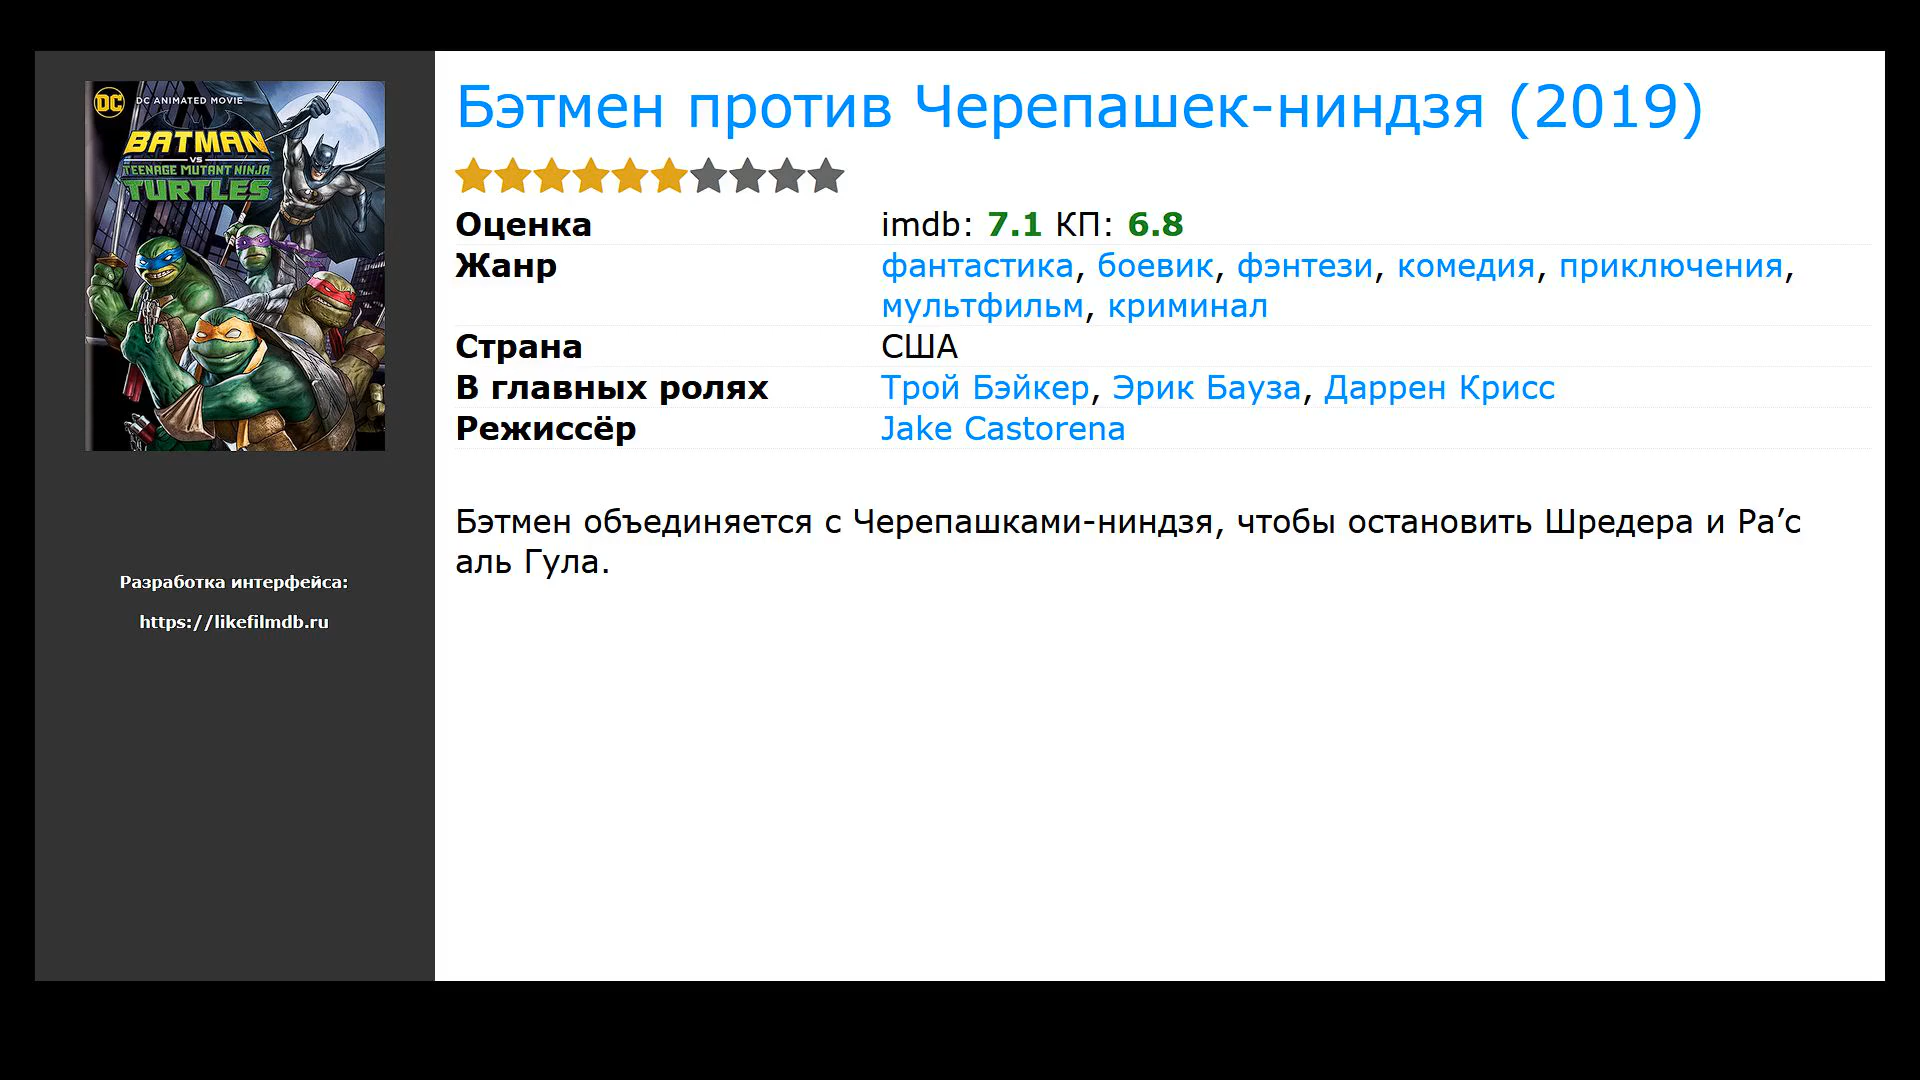 DC DC ANIMATED MOVIE
BATMAN
VS
TEENAGE MUTANT NINJA
TURTLES
Разработка интерфейса:
https://likefilmdb.ru
Бэтмен против Черепашек-ниндзя (2019)
Оценка imdb: 7.1 КП: 6.8
Жанр фантастика, боевик, фэнтези, комедия, приключения,
мультфильм, криминал
Страна США
В главных ролях Трой Бэйкер, Эрик Бауза, Даррен Крисс
Режиссёр Jake Castorena
Бэтмен объединяется с Черепашками-ниндзя, чтобы остановить Шредера и Ра’с
аль Гула.